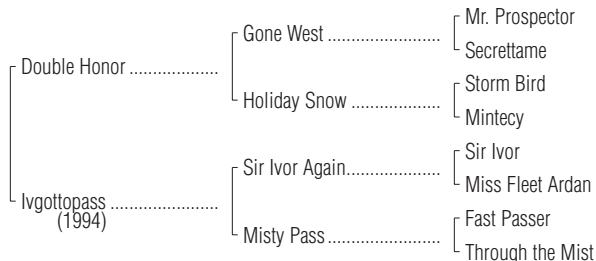 Mr. Prospector
Gone West ........................
Secrettame
Double Honor ...................
Storm Bird
Holiday Snow ....................
Mintecy
Sir Ivor
Sir Ivor Again....................
Miss Fleet Ardan
Ivgottopass .......................
(1994)
Fast Passer
Misty Pass ........................
Through the Mist